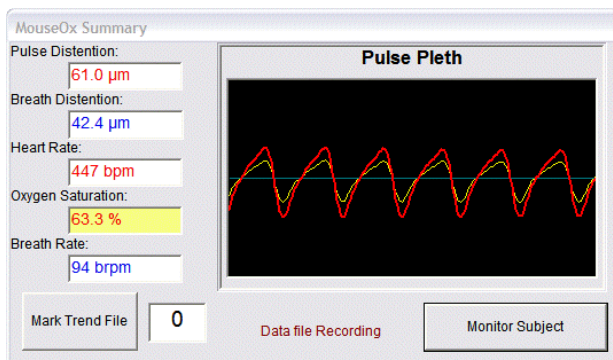 MouseOx Summary
Pulse Distention:
61.0 µm
Breath Distention:
42.4 µm
Heart Rate:
447 bpm
Oxygen Saturation:
63.3 %
Breath Rate:
94 brpm
Pulse Pleth
Mark Trend File
0
Data file Recording
Monitor Subject